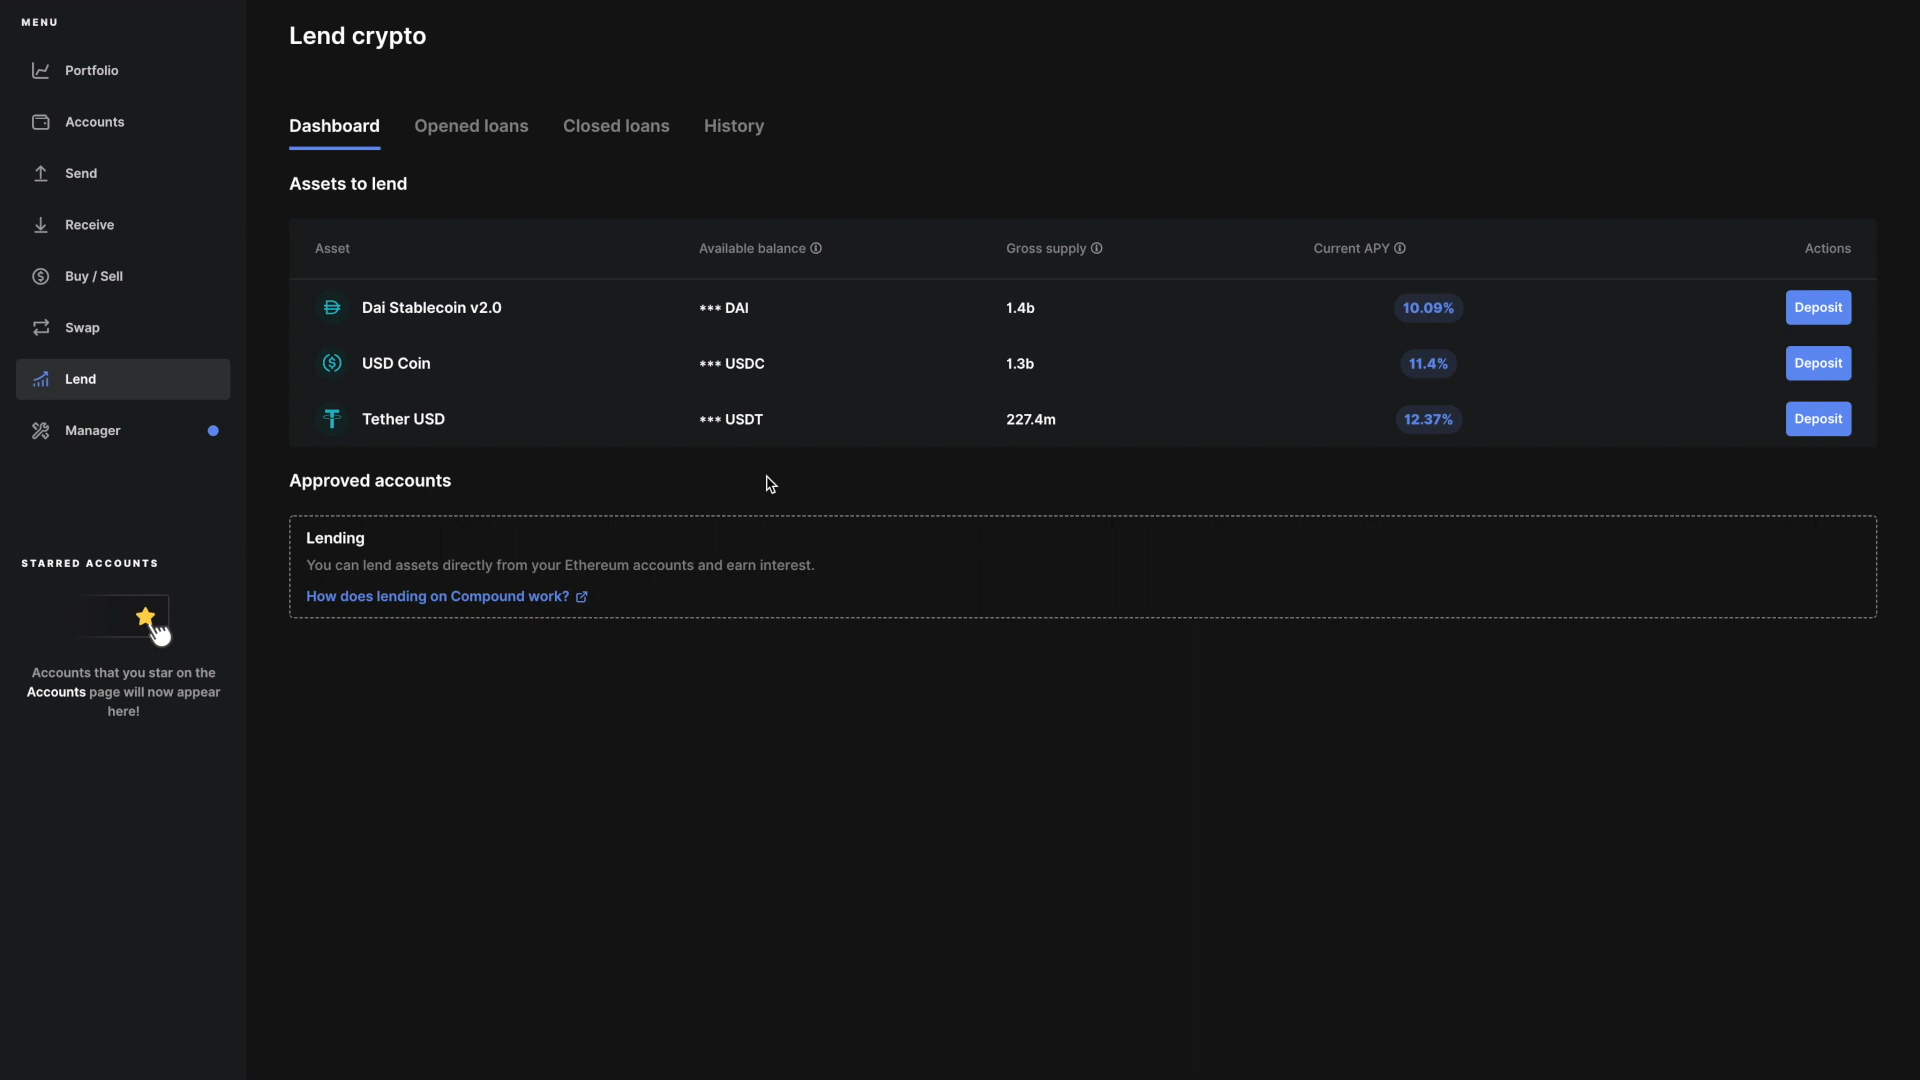 MENU
Portfolio
Accounts
Send
Receive
Buy / Sell
Swap
Lend
Manager
STARRED ACCOUNTS
Accounts that you star on the
Accounts page will now appear
here!
Lend crypto
Dashboard Opened loans Closed loans History
Assets to lend
Asset Available balance Gross supply Current APY Actions
Dai Stablecoin v2.0 *** DAI 1.4b 10.09% Deposit
USD Coin *** USDC 1.3b 11.4% Deposit
Tether USD *** USDT 227.4m 12.37% Deposit
Approved accounts
Lending
You can lend assets directly from your Ethereum accounts and earn interest.
How does lending on Compound work?